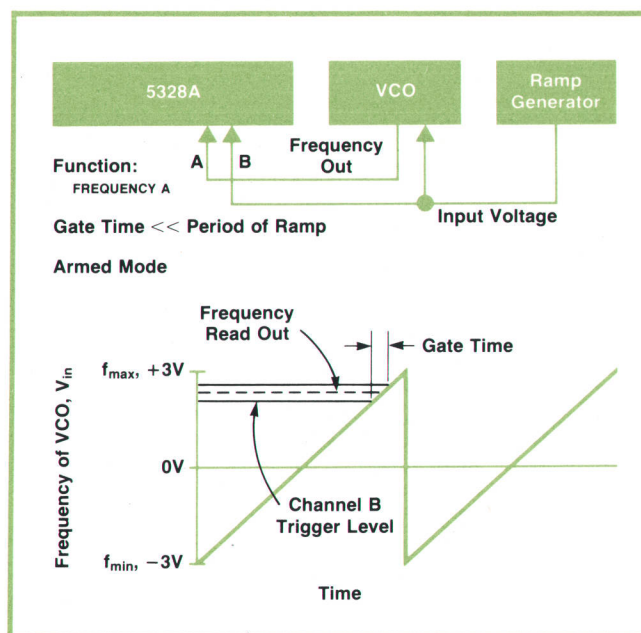 5328A
VCO
Ramp
Generator
A
B
Frequency
Out
Function:
FREQUENCY A
Input Voltage
Gate Time << Period of Ramp
Armed Mode
Frequency
Read Out
Gate Time
Frequency of VCO, Vin
fmax, +3V
0V
Channel B
Trigger Level
fmin, −3V
Time